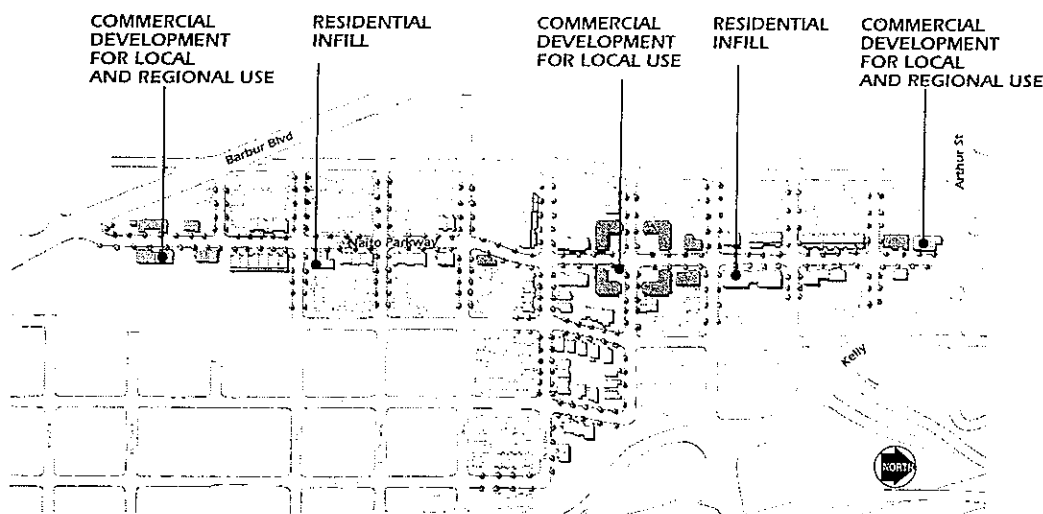 COMMERCIAL
DEVELOPMENT
FOR LOCAL
AND REGIONAL USE
RESIDENTIAL
INFILL
COMMERCIAL
DEVELOPMENT
FOR LOCAL USE
RESIDENTIAL
INFILL
COMMERCIAL
DEVELOPMENT
FOR LOCAL
AND REGIONAL USE
Barbur Blvd
Arthur St
Naito Parkway
Kelly
NORTH